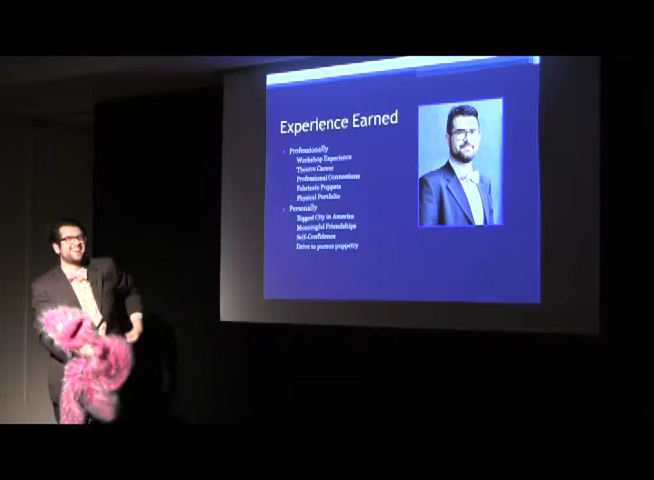 Experience Earned
Professionally
Workshop Experience
Theatre Career
Professional Connections
Fabricate Puppets
Physical Portfolio
Personally
Biggest City in America
Meaningful Friendships
Self-Confidence
Drive to pursue puppetry